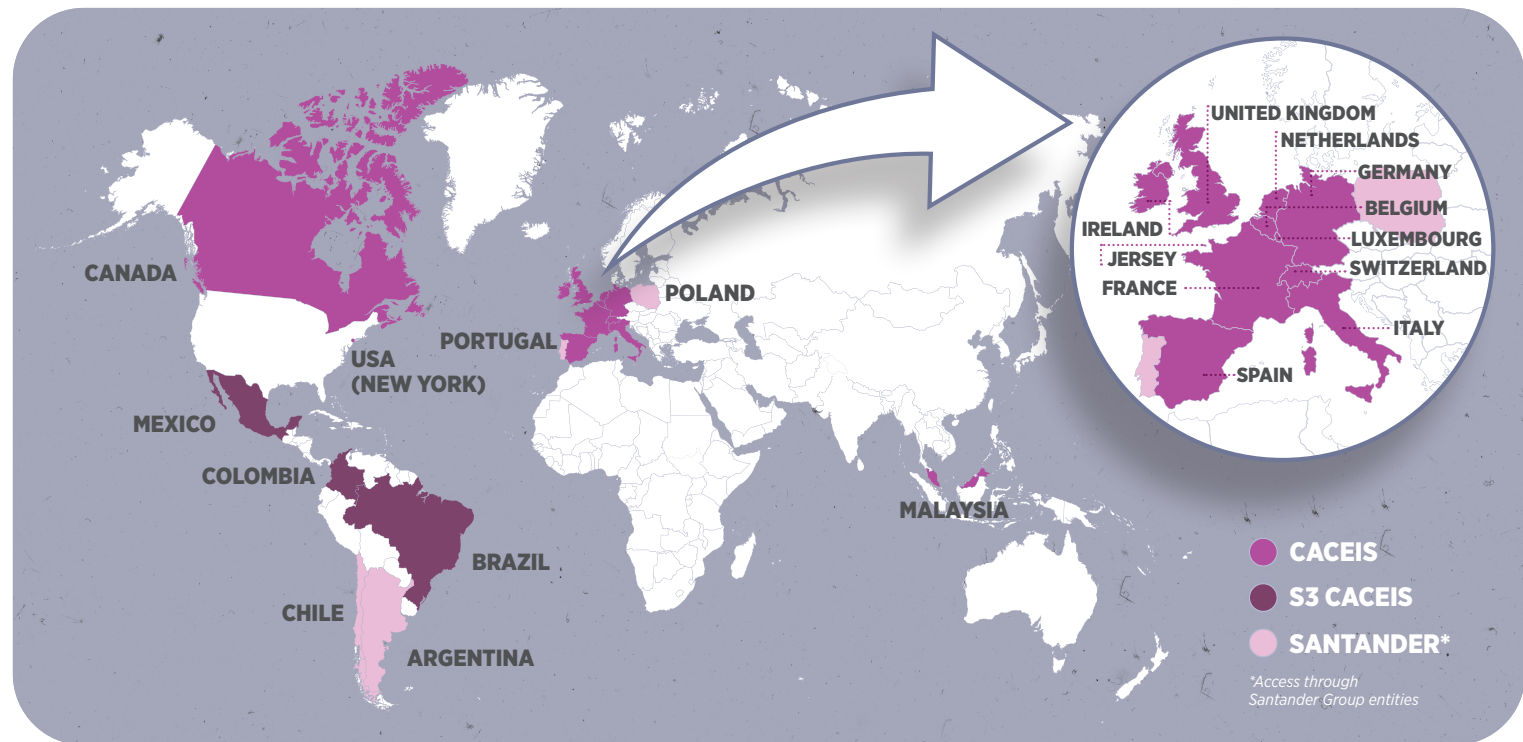 CANADA
USA
(NEW YORK)
MEXICO
COLOMBIA
BRAZIL
CHILE
ARGENTINA
PORTUGAL
POLAND
MALAYSIA
UNITED KINGDOM
NETHERLANDS
GERMANY
BELGIUM
IRELAND
LUXEMBOURG
JERSEY
SWITZERLAND
FRANCE
ITALY
SPAIN
CACEIS
S3 CACEIS
SANTANDER*
*Access through
Santander Group entities